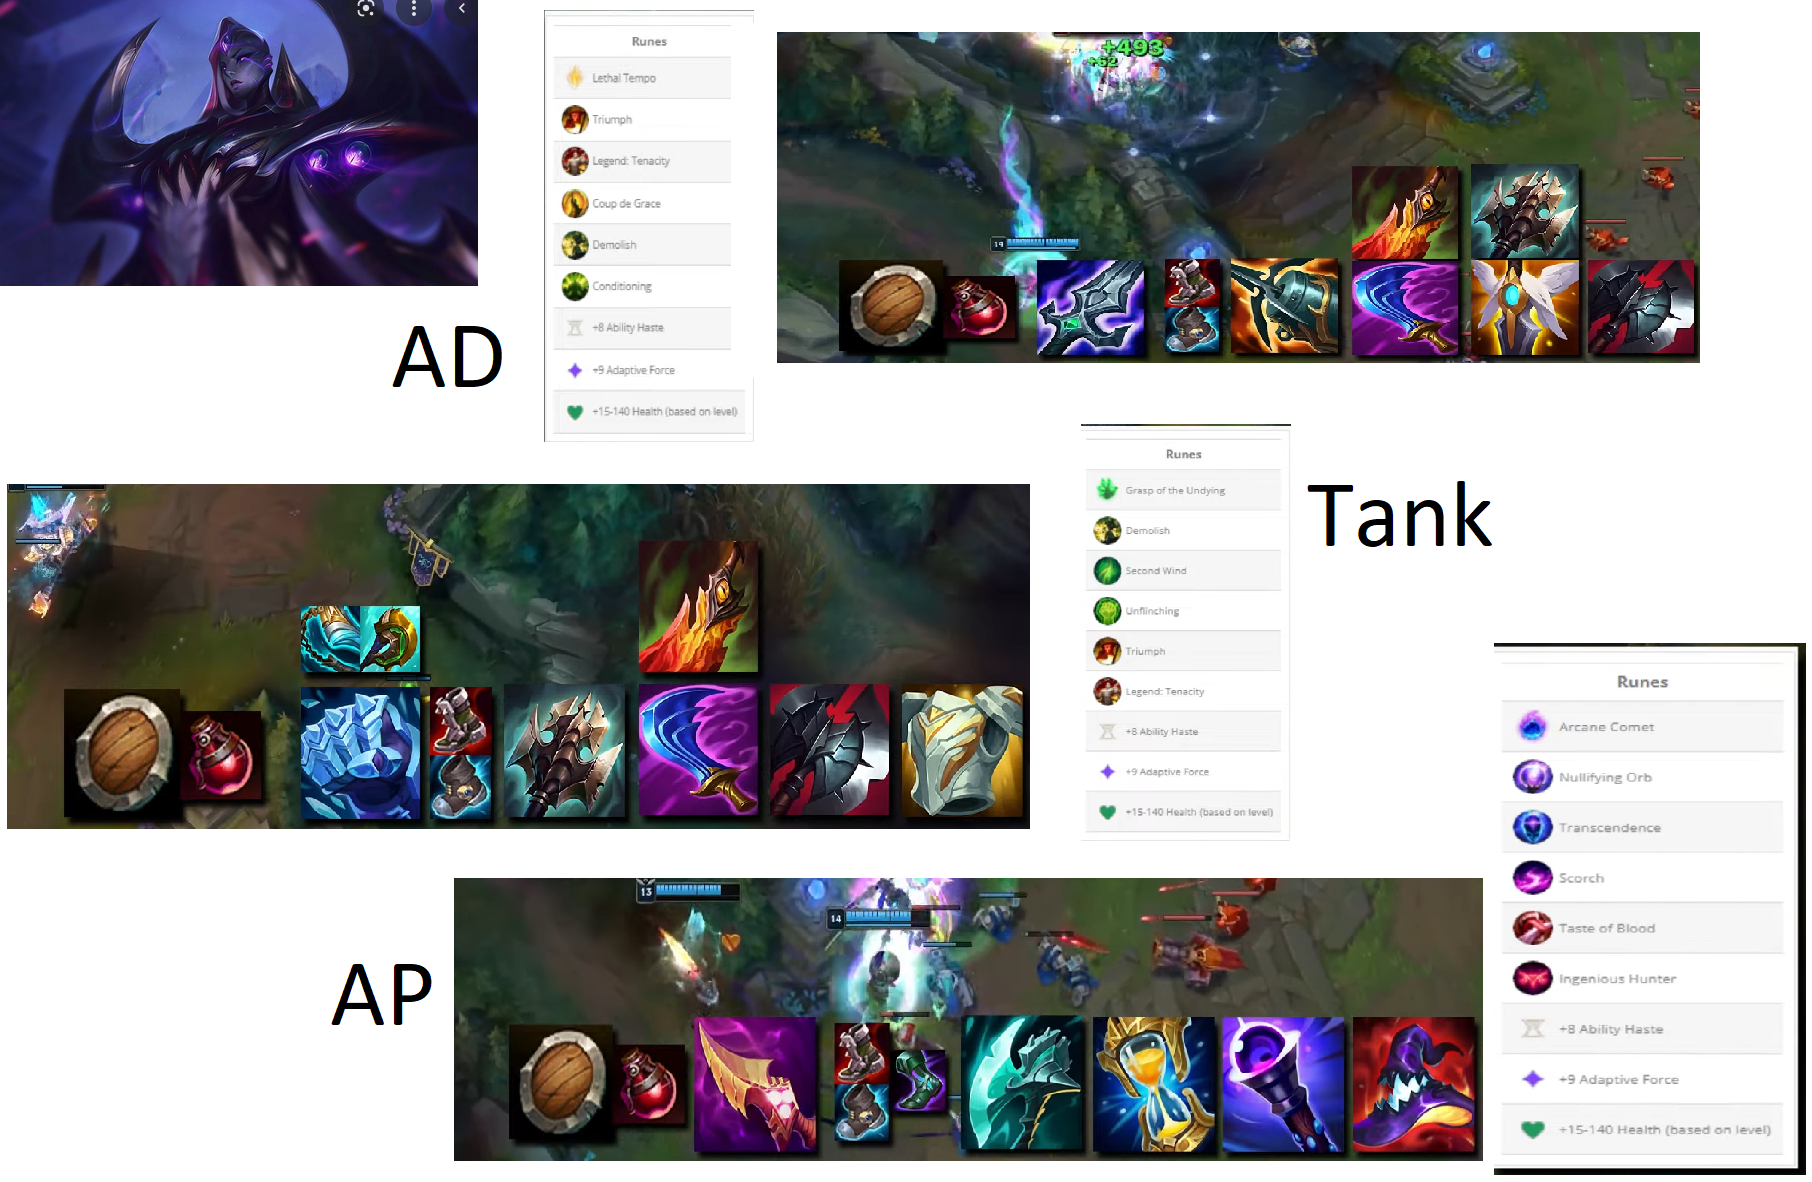 Runes
Lethal Tempo
Triumph
Legend: Tenacity
Coup de Grace
Demolish
Conditioning
+8 Ability Haste
+9 Adaptive Force
+15-140 Health (based on level)
AD
+493
+62
19
Runes
Grasp of the Undying
Demolish
Second Wind
Unflinching
Triumph
Legend: Tenacity
+8 Ability Haste
+9 Adaptive Force
+15-140 Health (based on level)
Tank
Runes
Arcane Comet
Nullifying Orb
Transcendence
Scorch
Taste of Blood
Ingenious Hunter
+8 Ability Haste
+9 Adaptive Force
+15-140 Health (based on level)
AP
13
14